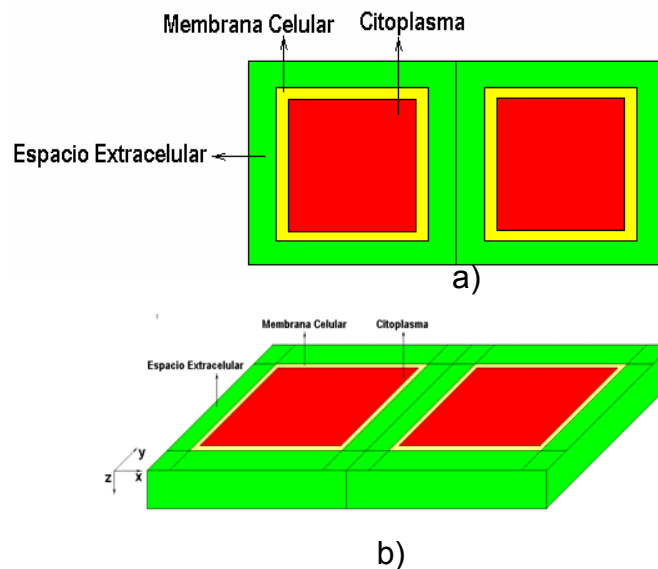 Membrana Celular
Citoplasma
Espacio Extracelular
a)
Membrana Celular
Citoplasma
Espacio Extracelular
y
z
x
b)